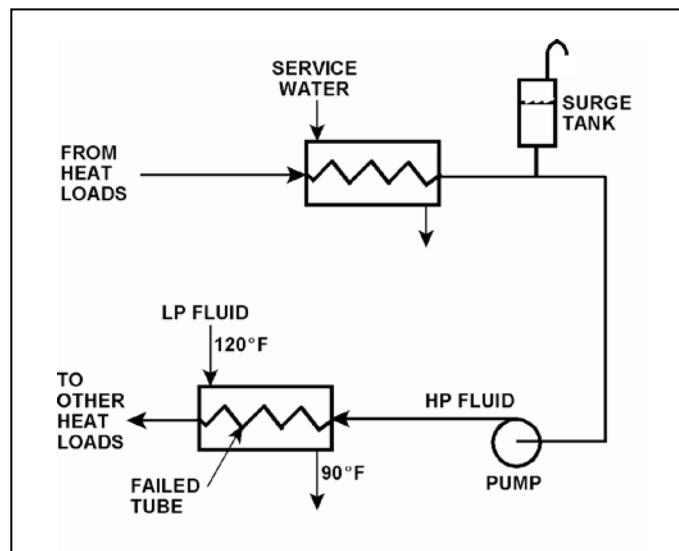 SERVICE
WATER
SURGE
TANK
FROM
HEAT
LOADS
LP FLUID
120°F
TO
OTHER
HEAT
LOADS
HP FLUID
PUMP
90°F
FAILED
TUBE